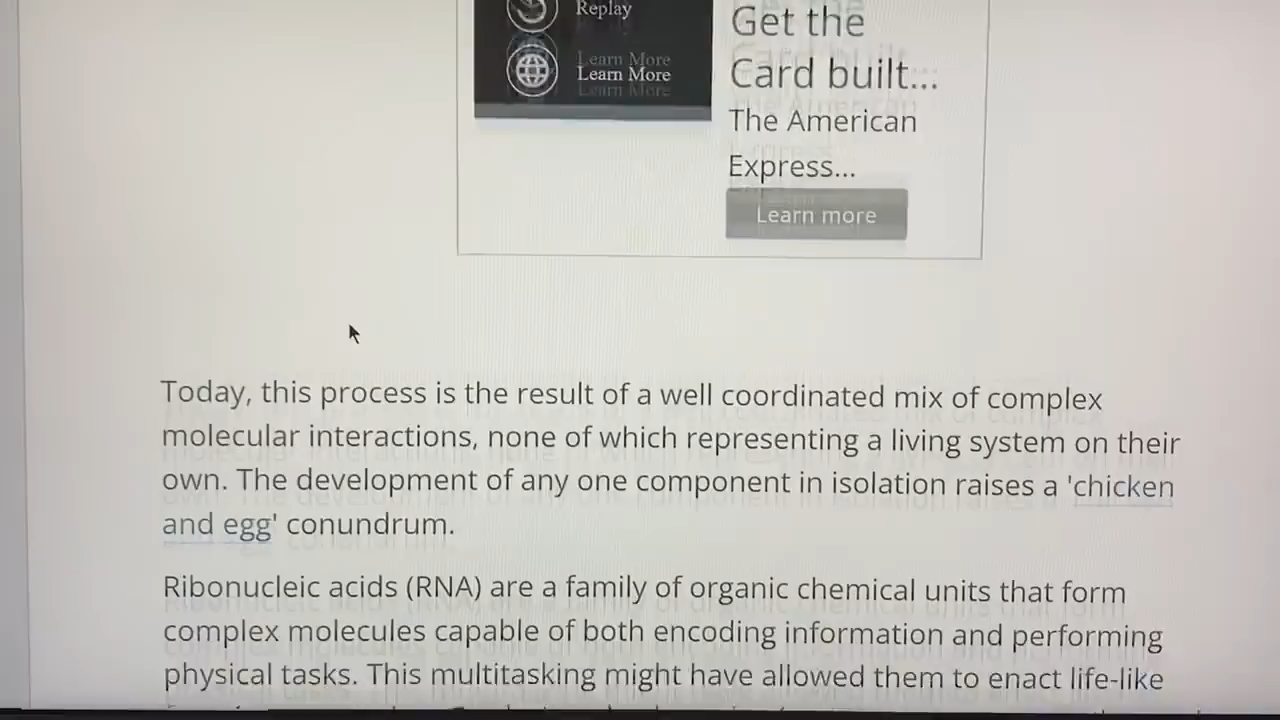 Replay
Learn More
Get the
Card built...
The American
Express...
Learn more
Today, this process is the result of a well coordinated mix of complex
molecular interactions, none of which representing a living system on their
own. The development of any one component in isolation raises a 'chicken
and egg' conundrum.
Ribonucleic acids (RNA) are a family of organic chemical units that form
complex molecules capable of both encoding information and performing
physical tasks. This multitasking might have allowed them to enact life-like